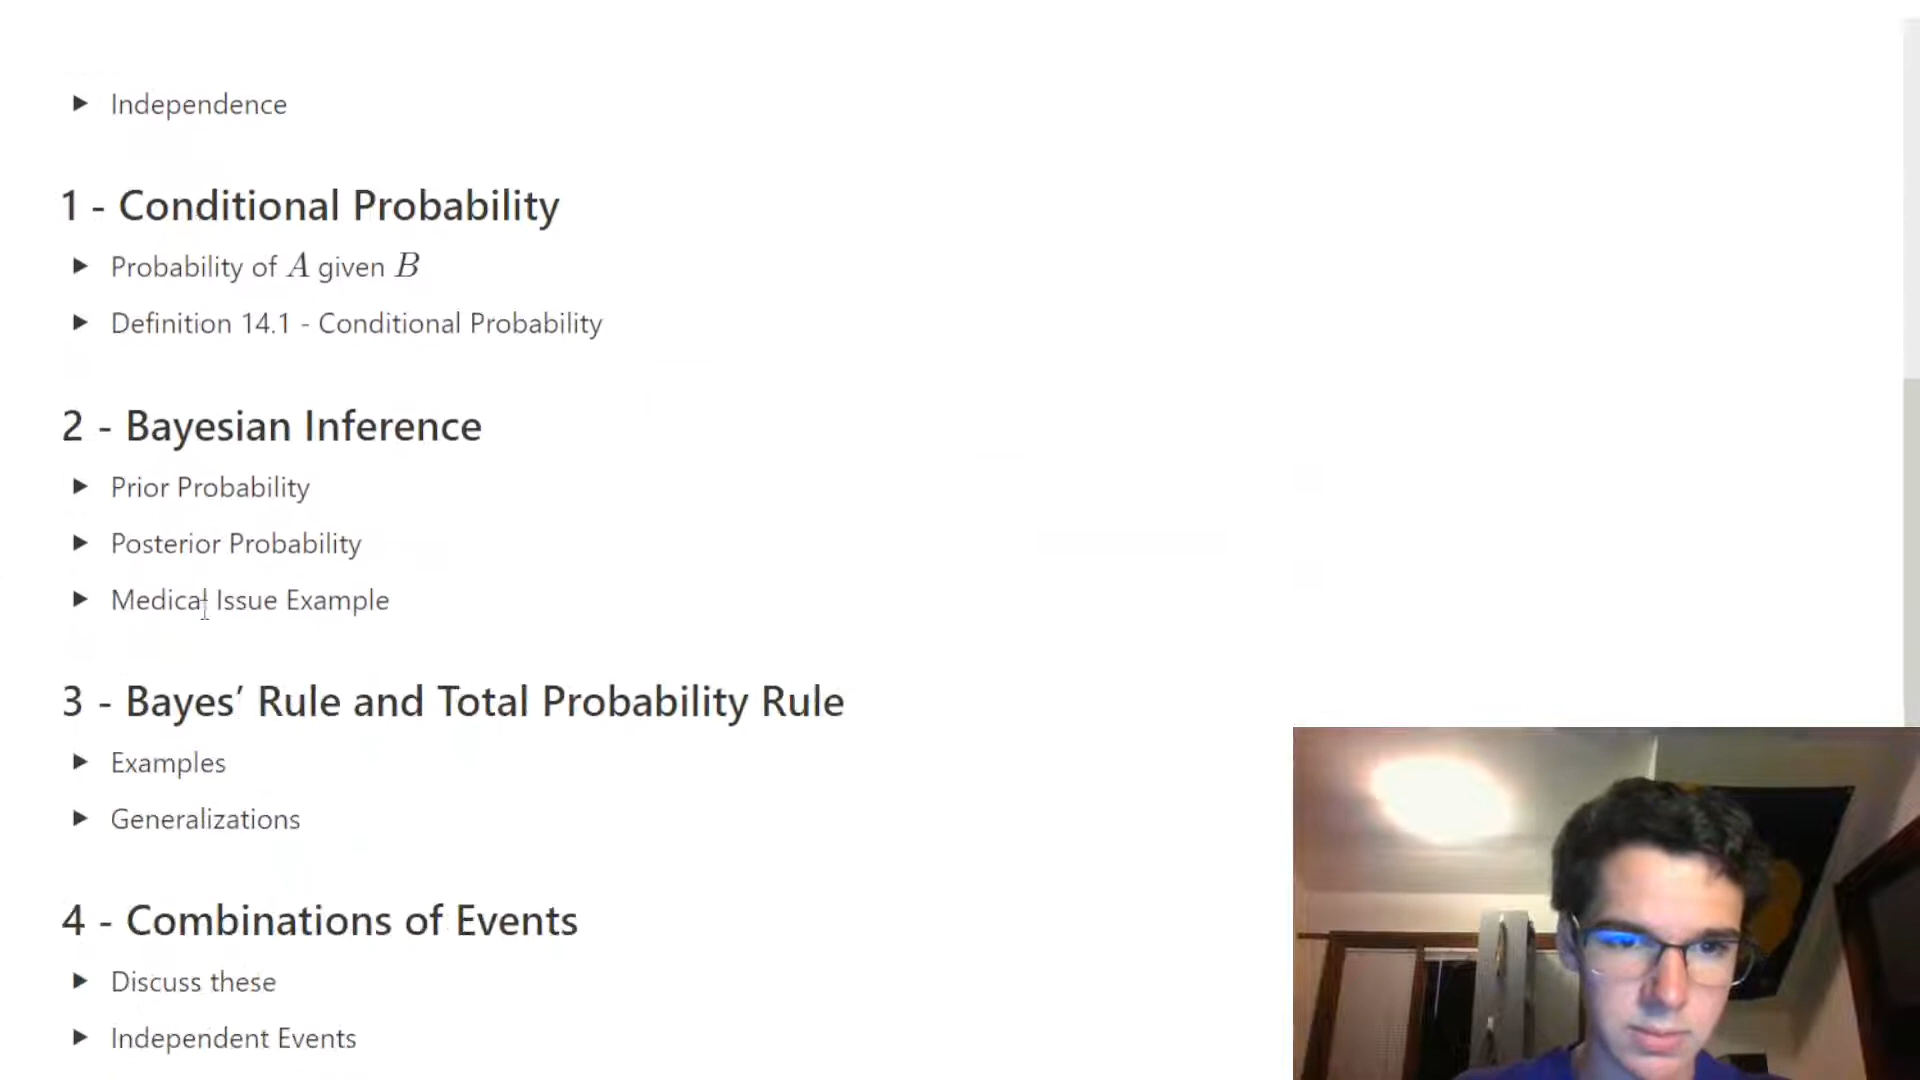 Independence
1 - Conditional Probability
Probability of A given B
Definition 14.1 - Conditional Probability
2 - Bayesian Inference
Prior Probability
Posterior Probability
Medical Issue Example
3 - Bayes’ Rule and Total Probability Rule
Examples
Generalizations
4 - Combinations of Events
Discuss these
Independent Events